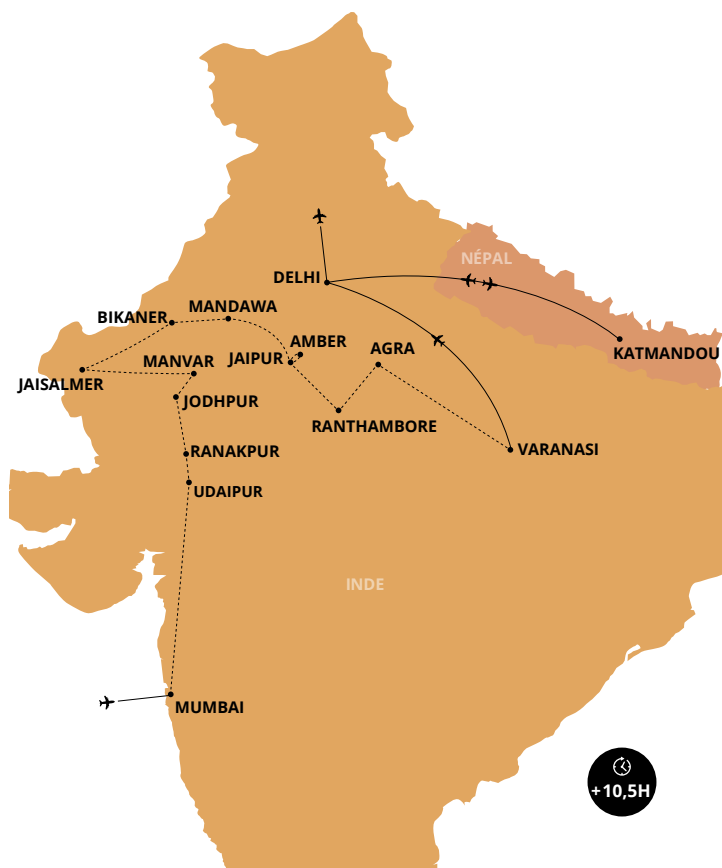 NÉPAL
DELHI
MANDAWA
BIKANER
AMBER
AGRA
KATMANDOU
MANVAR
JAIPUR
JAISALMER
JODHPUR
RANTHAMBORE
RANAKPUR
VARANASI
UDAIPUR
INDE
MUMBAI
+10,5H